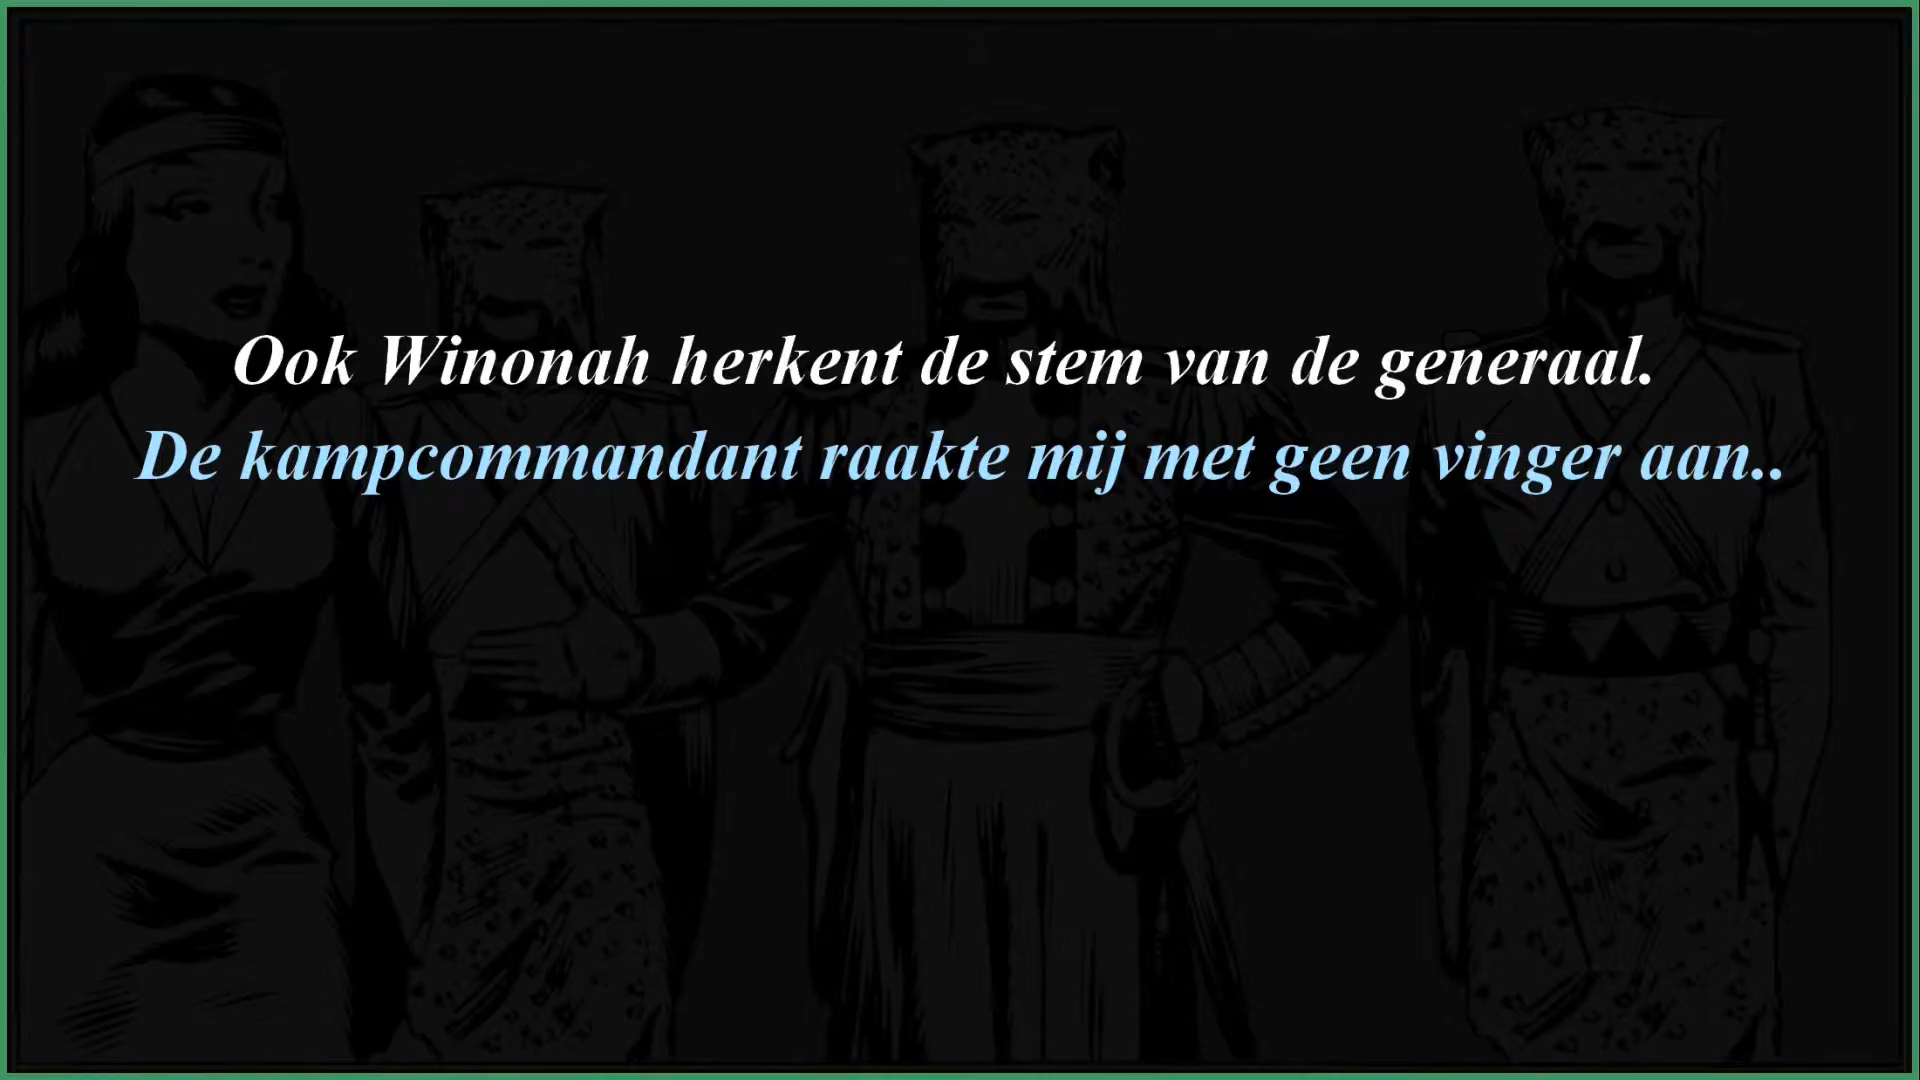 Ook Winonah herkent de stem van de generaal.
De kampcommandant raakte mij met geen vinger aan..